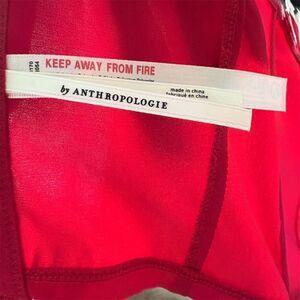 KEEP AWAY FROM FIRE
by ANTHROPOLOGIE
made in china
fabriqué en chine